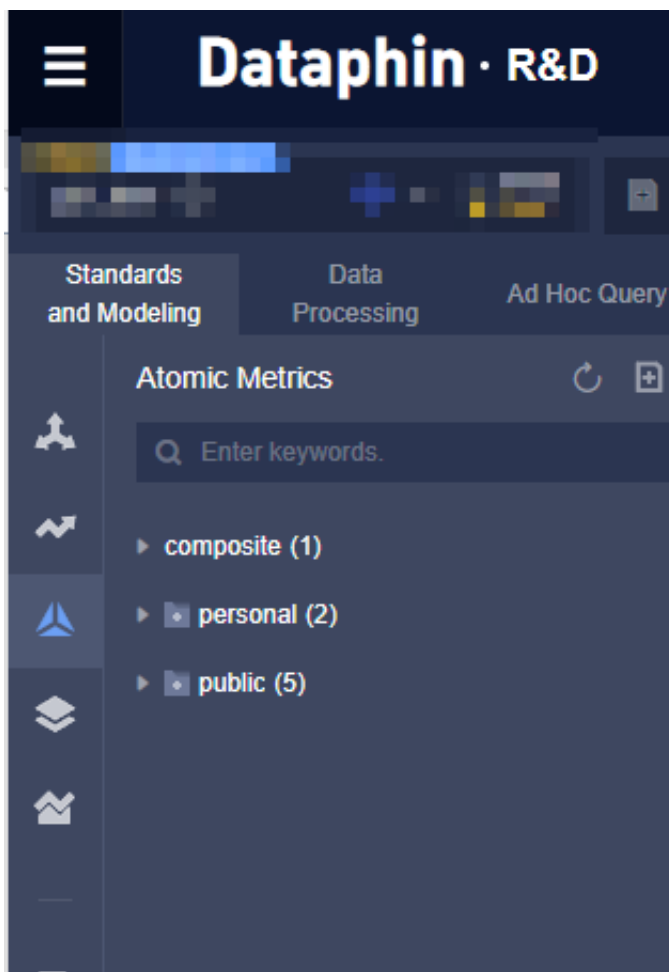 Dataphin · R&D
Standards
and Modeling
Data
Processing
Ad Hoc Query
Atomic Metrics
Enter keywords.
composite (1)
personal (2)
public (5)